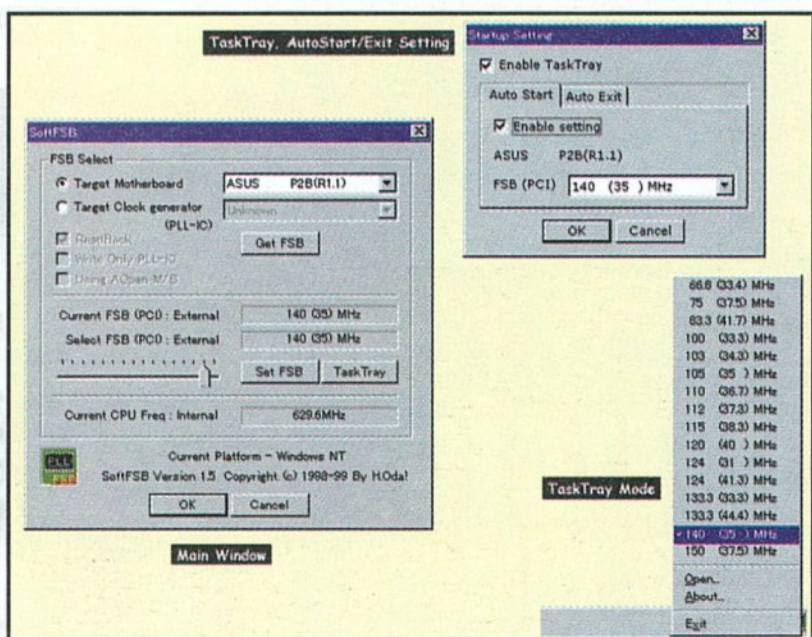 TaskTray, AutoStart/Exit Setting
Startup Setting
Enable TaskTray
Auto Start
Auto Exit
Enable setting
ASUS P2B(R1.1)
FSB (PCI) 140 (35 ) MHz
OK
Cancel
SoftFSB
FSB Select
Target Motherboard
ASUS P2B(R1.1)
Target Clock generator
(PLL-IC)
Unknown
ReadBack
Write Only PLL-IC
Using AOpen M/B
Get FSB
Current FSB (PCI) : External 140 (35) MHz
Select FSB (PCI) : External 140 (35) MHz
Set FSB
TaskTray
Current CPU Freq : Internal 629.6MHz
PLL
FSB
Current Platform - Windows NT
SoftFSB Version 1.5 Copyright (c) 1998-99 By H.Oda!
OK
Cancel
Main Window
TaskTray Mode
66.8 (33.4) MHz
75 (37.5) MHz
83.3 (41.7) MHz
100 (33.3) MHz
103 (34.3) MHz
105 (35 ) MHz
110 (36.7) MHz
112 (37.3) MHz
115 (38.3) MHz
120 (40 ) MHz
124 (31 ) MHz
124 (41.3) MHz
133.3 (33.3) MHz
133.3 (44.4) MHz
140 (35 ) MHz
150 (37.5) MHz
Open...
About...
Exit